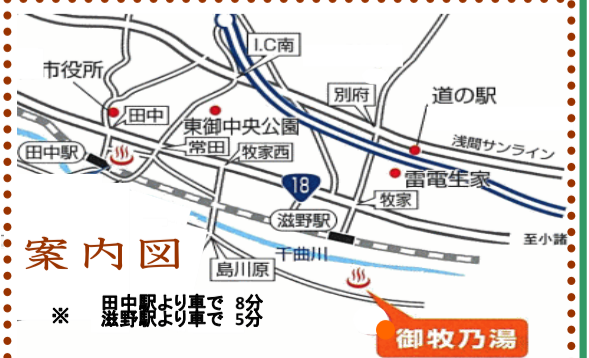 I.C南
市役所
別府
道の駅
田中
東御中央公園
浅間サンライン
常田
田中駅
牧家西
雷電生家
18
牧家
滋野駅
至小諸
案内図
千曲川
島川原
※ 田中駅より車で 8分
滋野駅より車で 5分
御牧乃湯